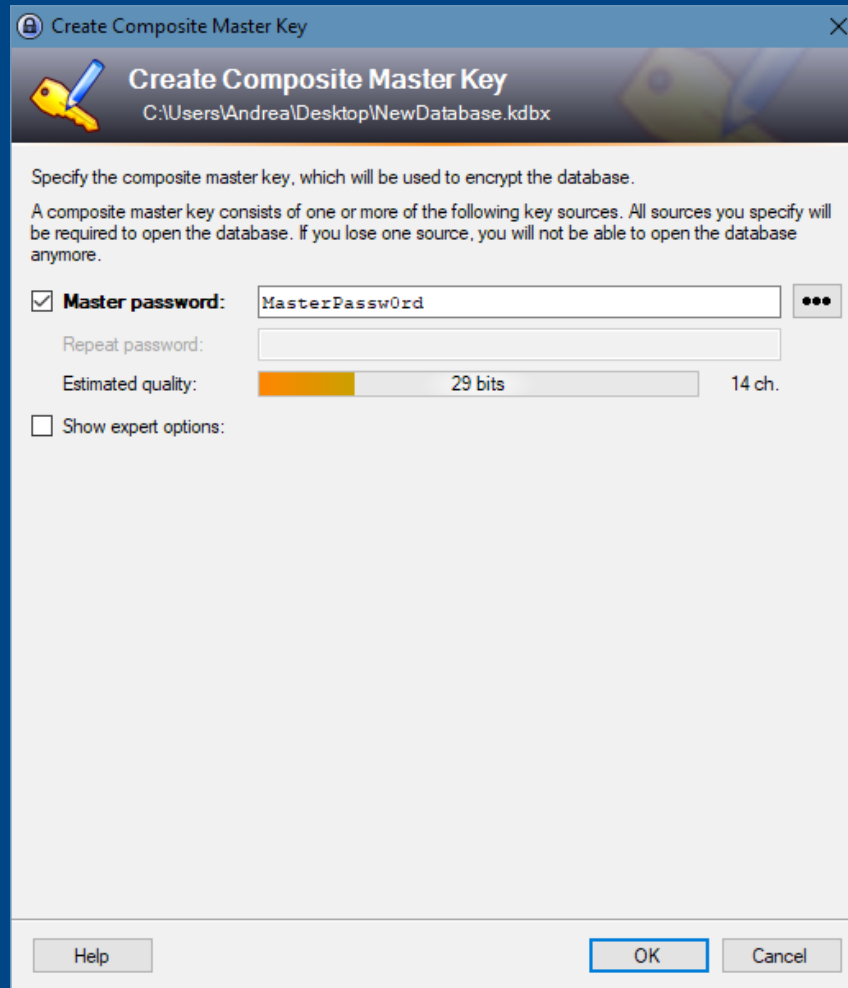 Create Composite Master Key
Create Composite Master Key
C:\Users\Andrea\Desktop\NewDatabase.kdbx
Specify the composite master key, which will be used to encrypt the database.
A composite master key consists of one or more of the following key sources. All sources you specify will
be required to open the database. If you lose one source, you will not be able to open the database
anymore.
Master password: MasterPassw0rd
Repeat password:
Estimated quality: 29 bits 14 ch.
Show expert options:
Help OK Cancel